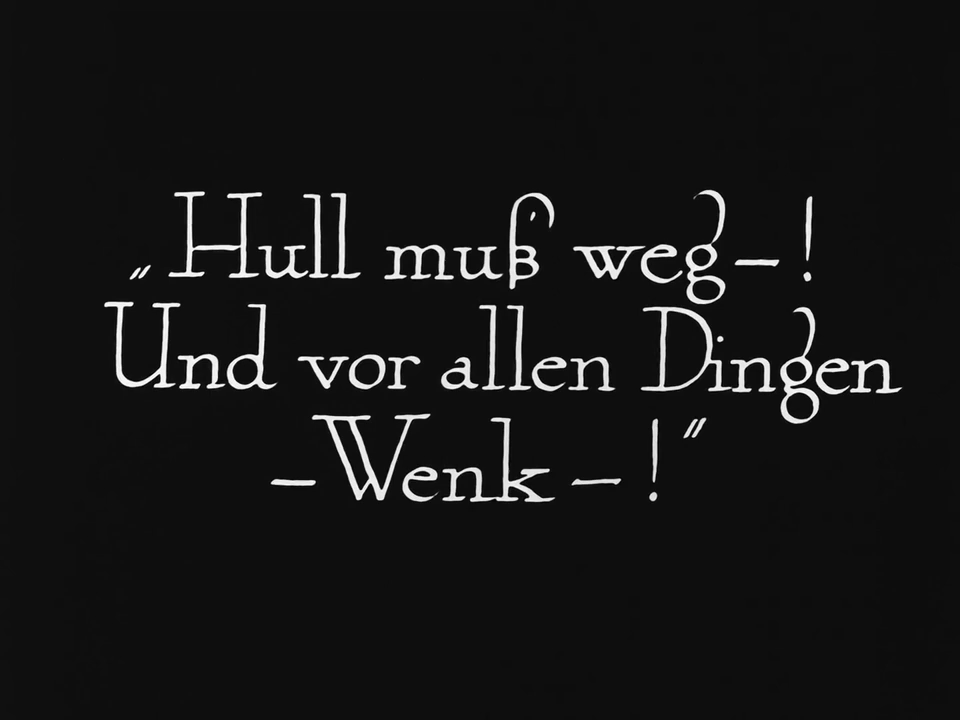 „Hull muß weg – !
Und vor allen Dingen
– Wenk – !“